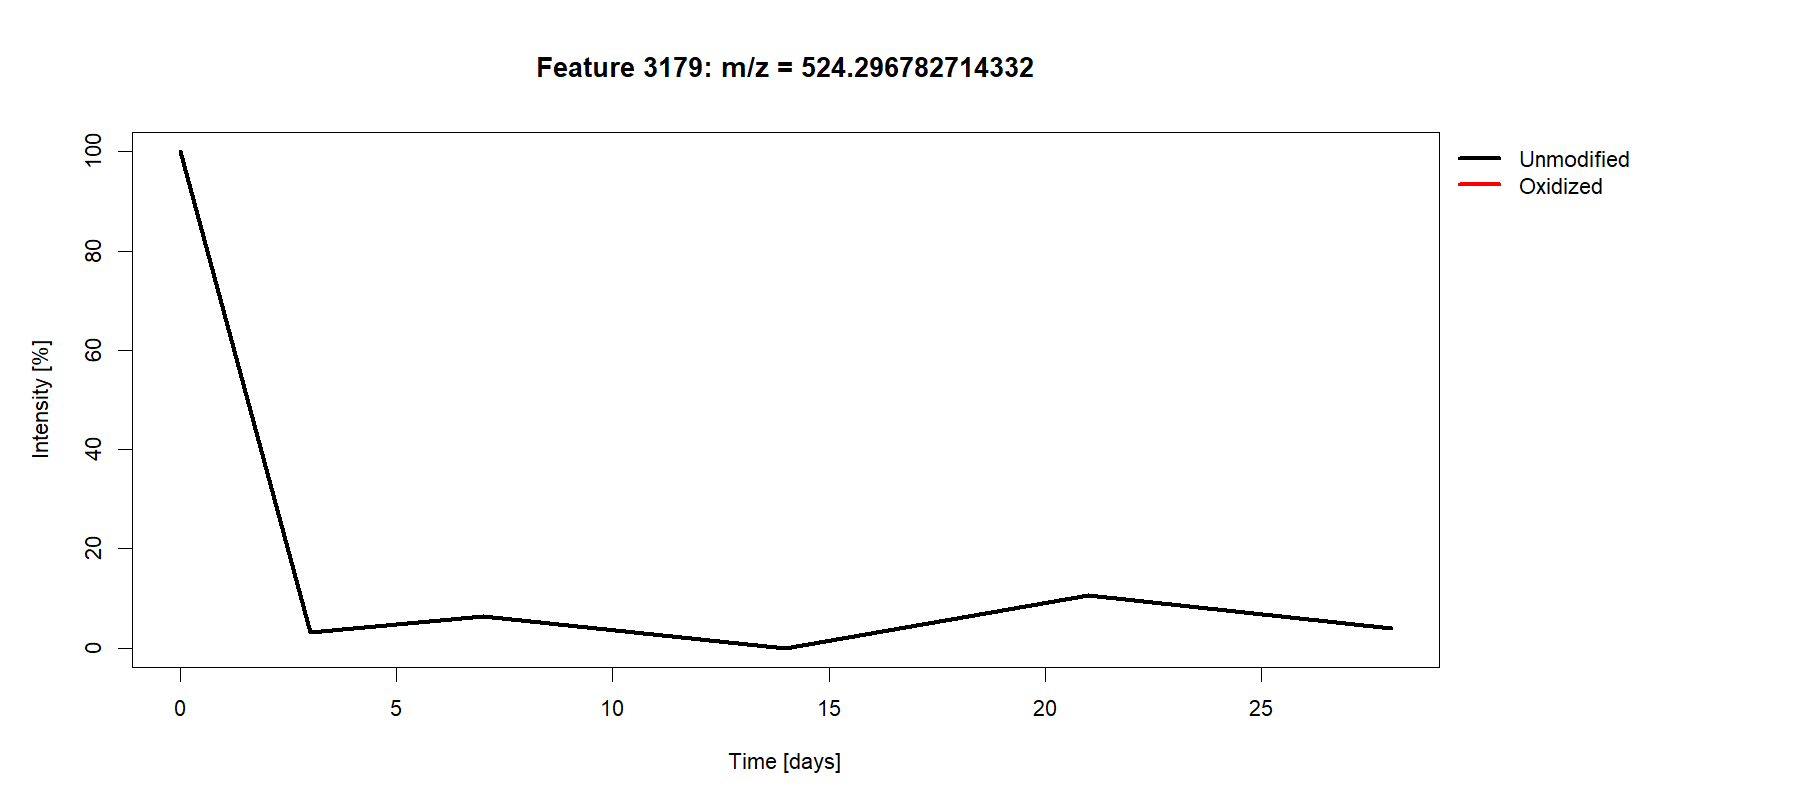 Feature 3179: m/z = 524.296782714332
Unmodified
Oxidized
100
80
60
40
20
0
Intensity [%]
0 5 10 15 20 25
Time [days]